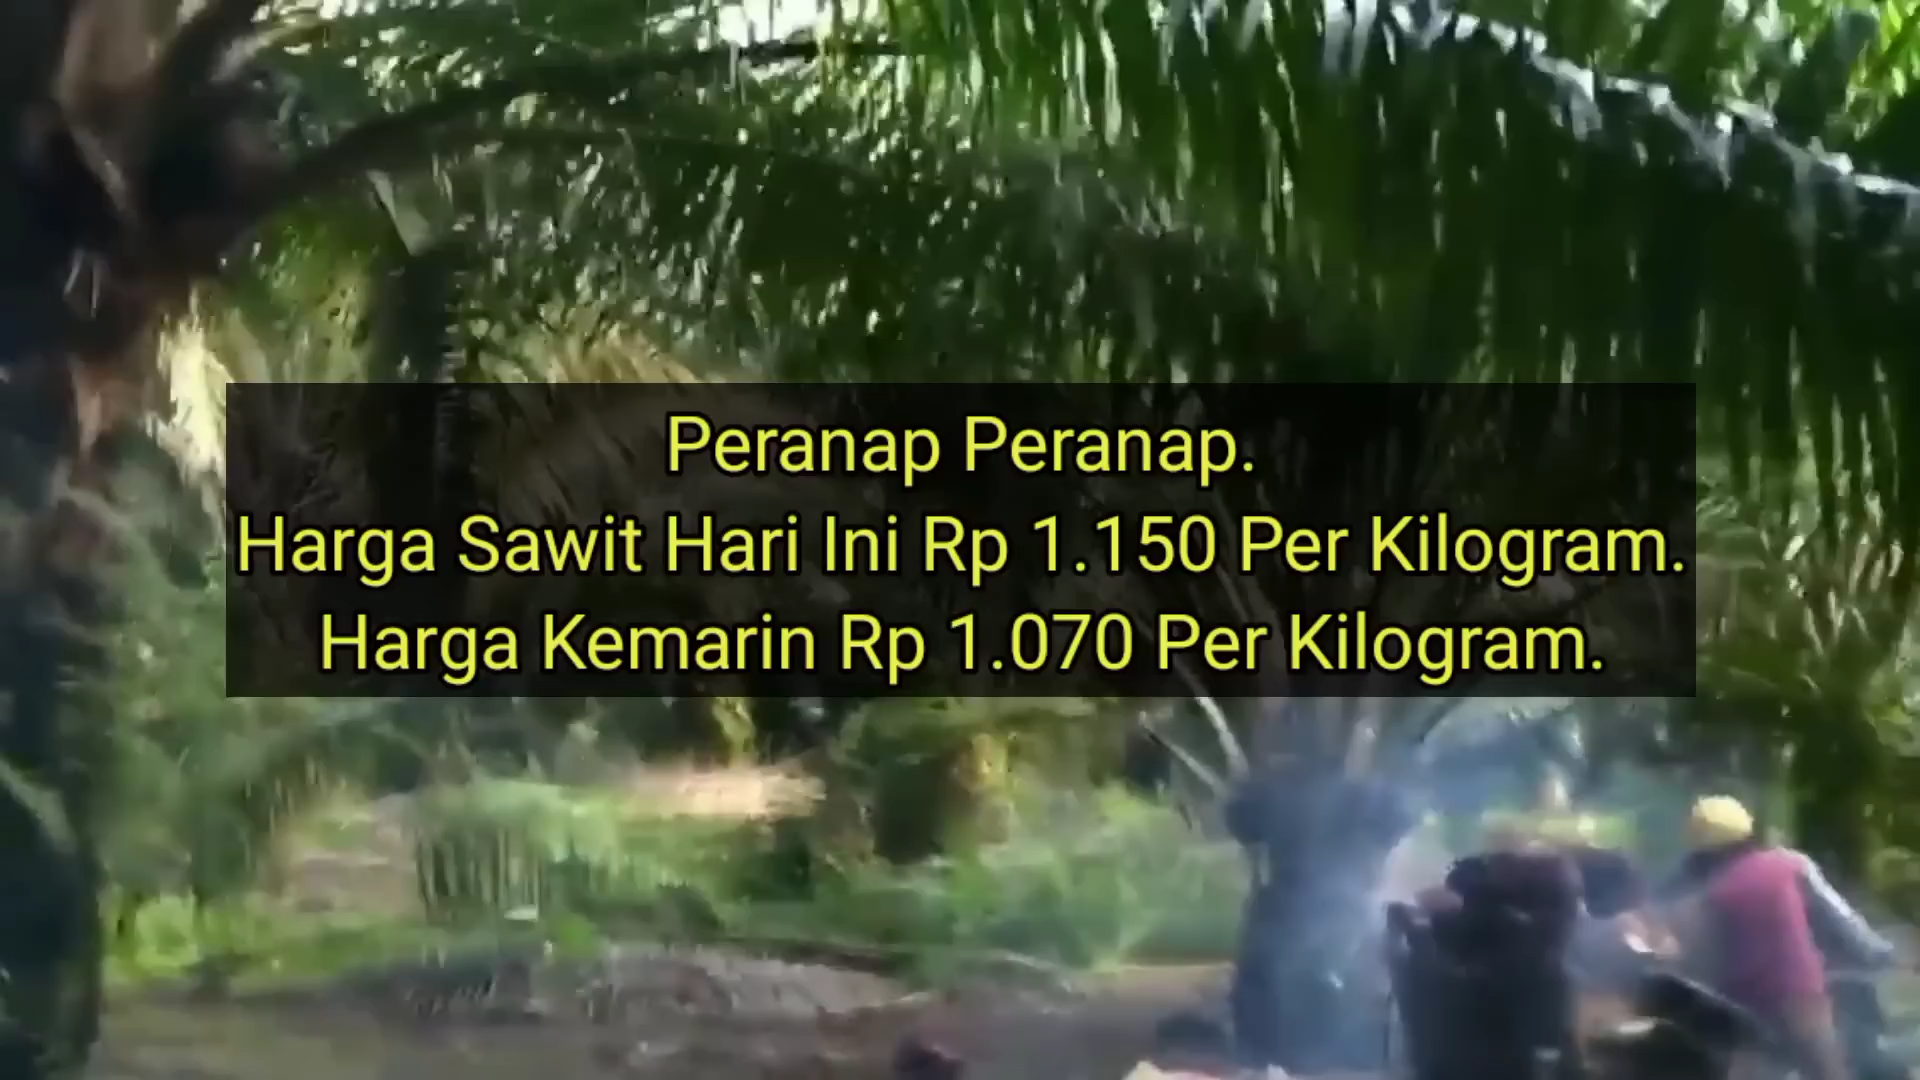 Peranap Peranap.
Harga Sawit Hari Ini Rp 1.150 Per Kilogram.
Harga Kemarin Rp 1.070 Per Kilogram.